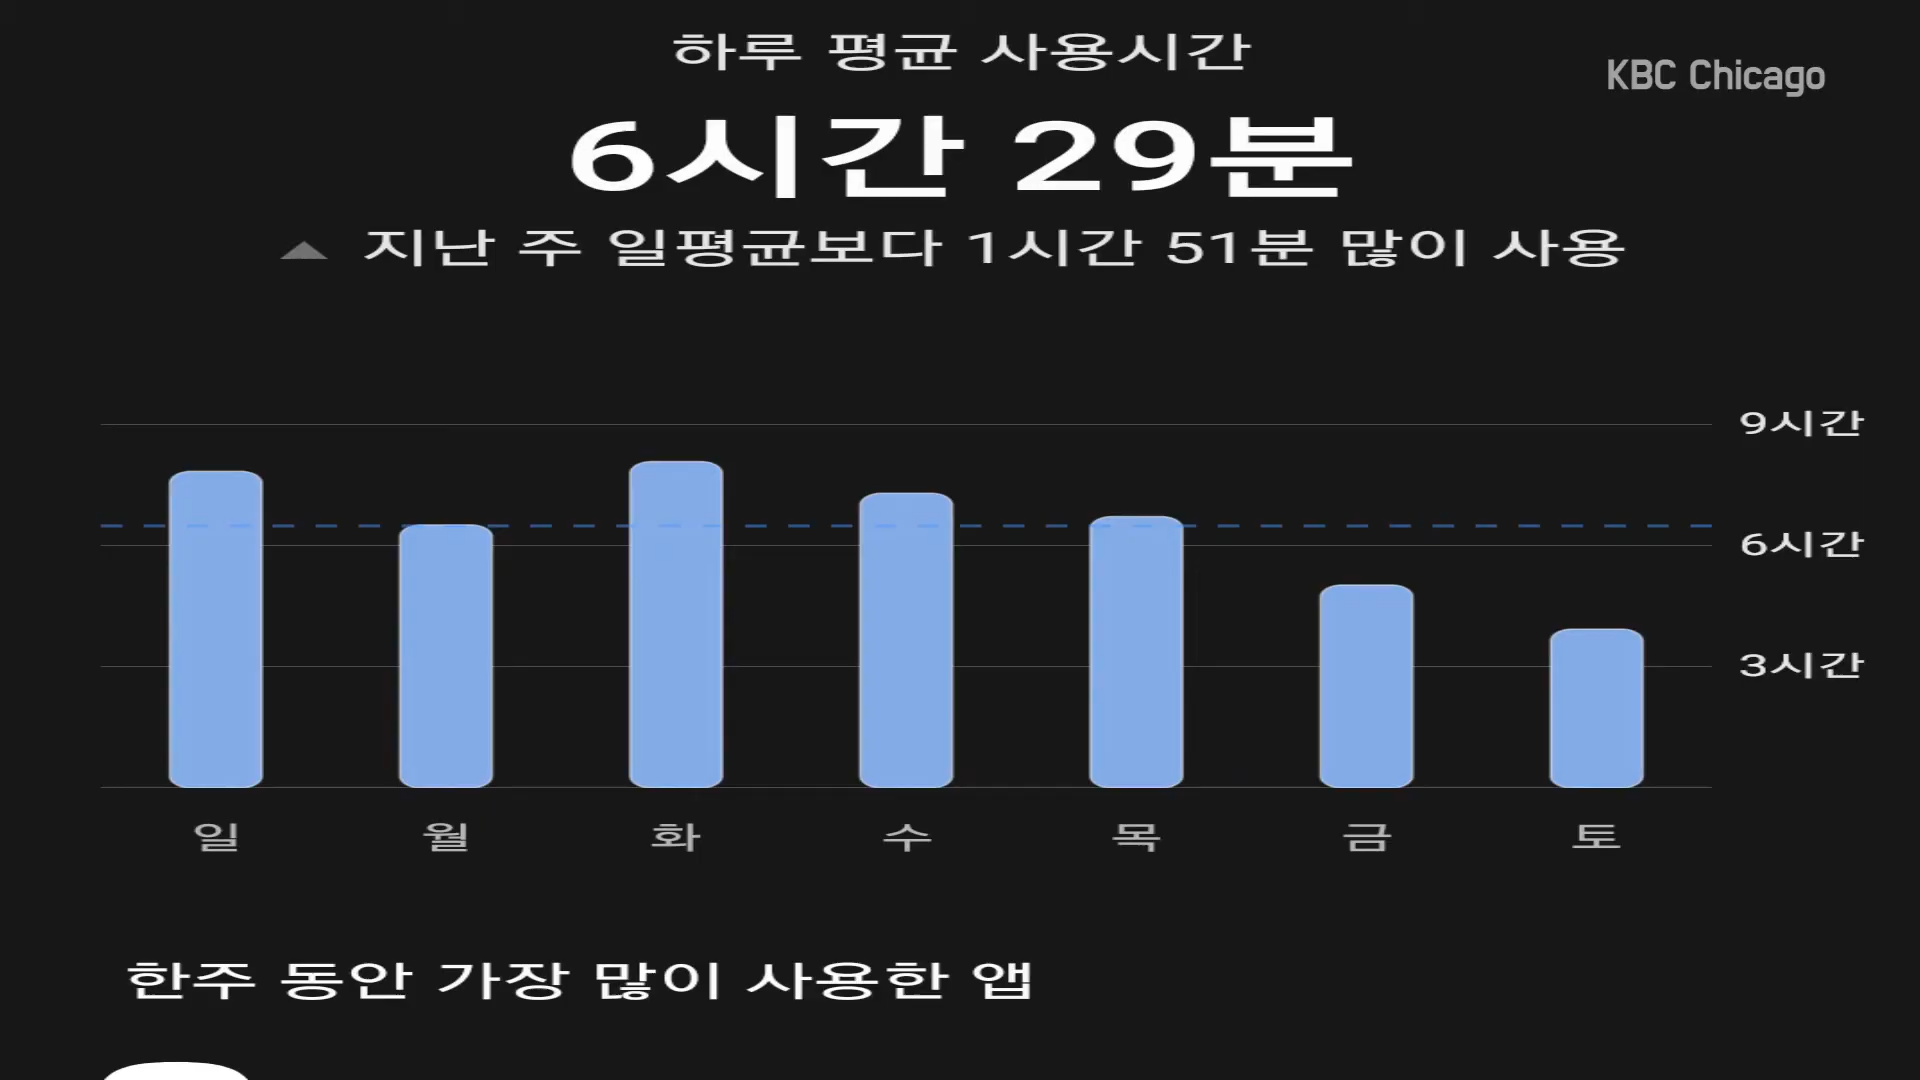 하루 평균 사용시간
KBC Chicago
6시간 29분
지난 주 일평균보다 1시간 51분 많이 사용
9시간
6시간
3시간
일 월 화 수 목 금 토
한주 동안 가장 많이 사용한 앱